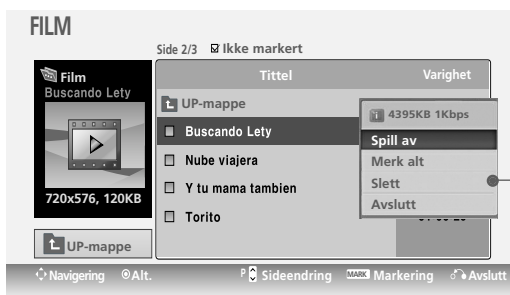 FILM
Side 2/3 Ikke markert
Film
Buscando Lety
720x576, 120KB
UP-mappe
Tittel Varighet
UP-mappe
Buscando Lety
Nube viajera
Y tu mama tambien
Torito
4395KB 1Kbps
Spill av
Merk alt
Slett
Avslutt
Navigering Alt. P Sideendring MARK Markering Avslutt